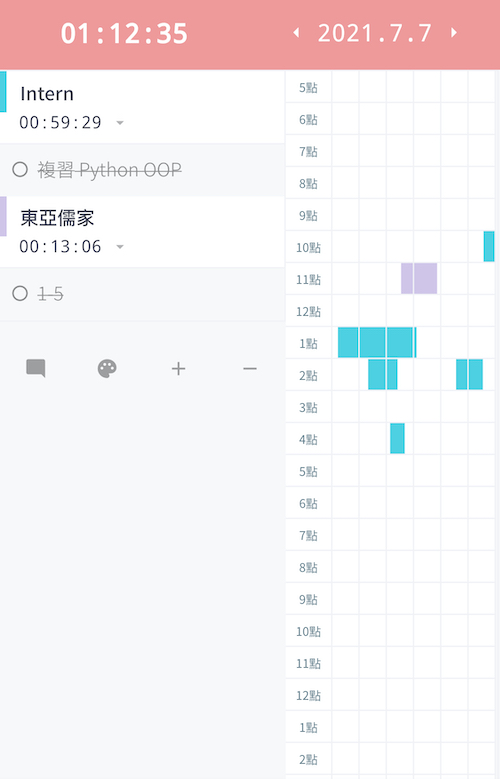 01:12:35
2021.7.7
Intern
00:59:29
複習 Python OOP
東亞儒家
00:13:06
1-5
5點
6點
7點
8點
9點
10點
11點
12點
1點
2點
3點
4點
5點
6點
7點
8點
9點
10點
11點
12點
1點
2點